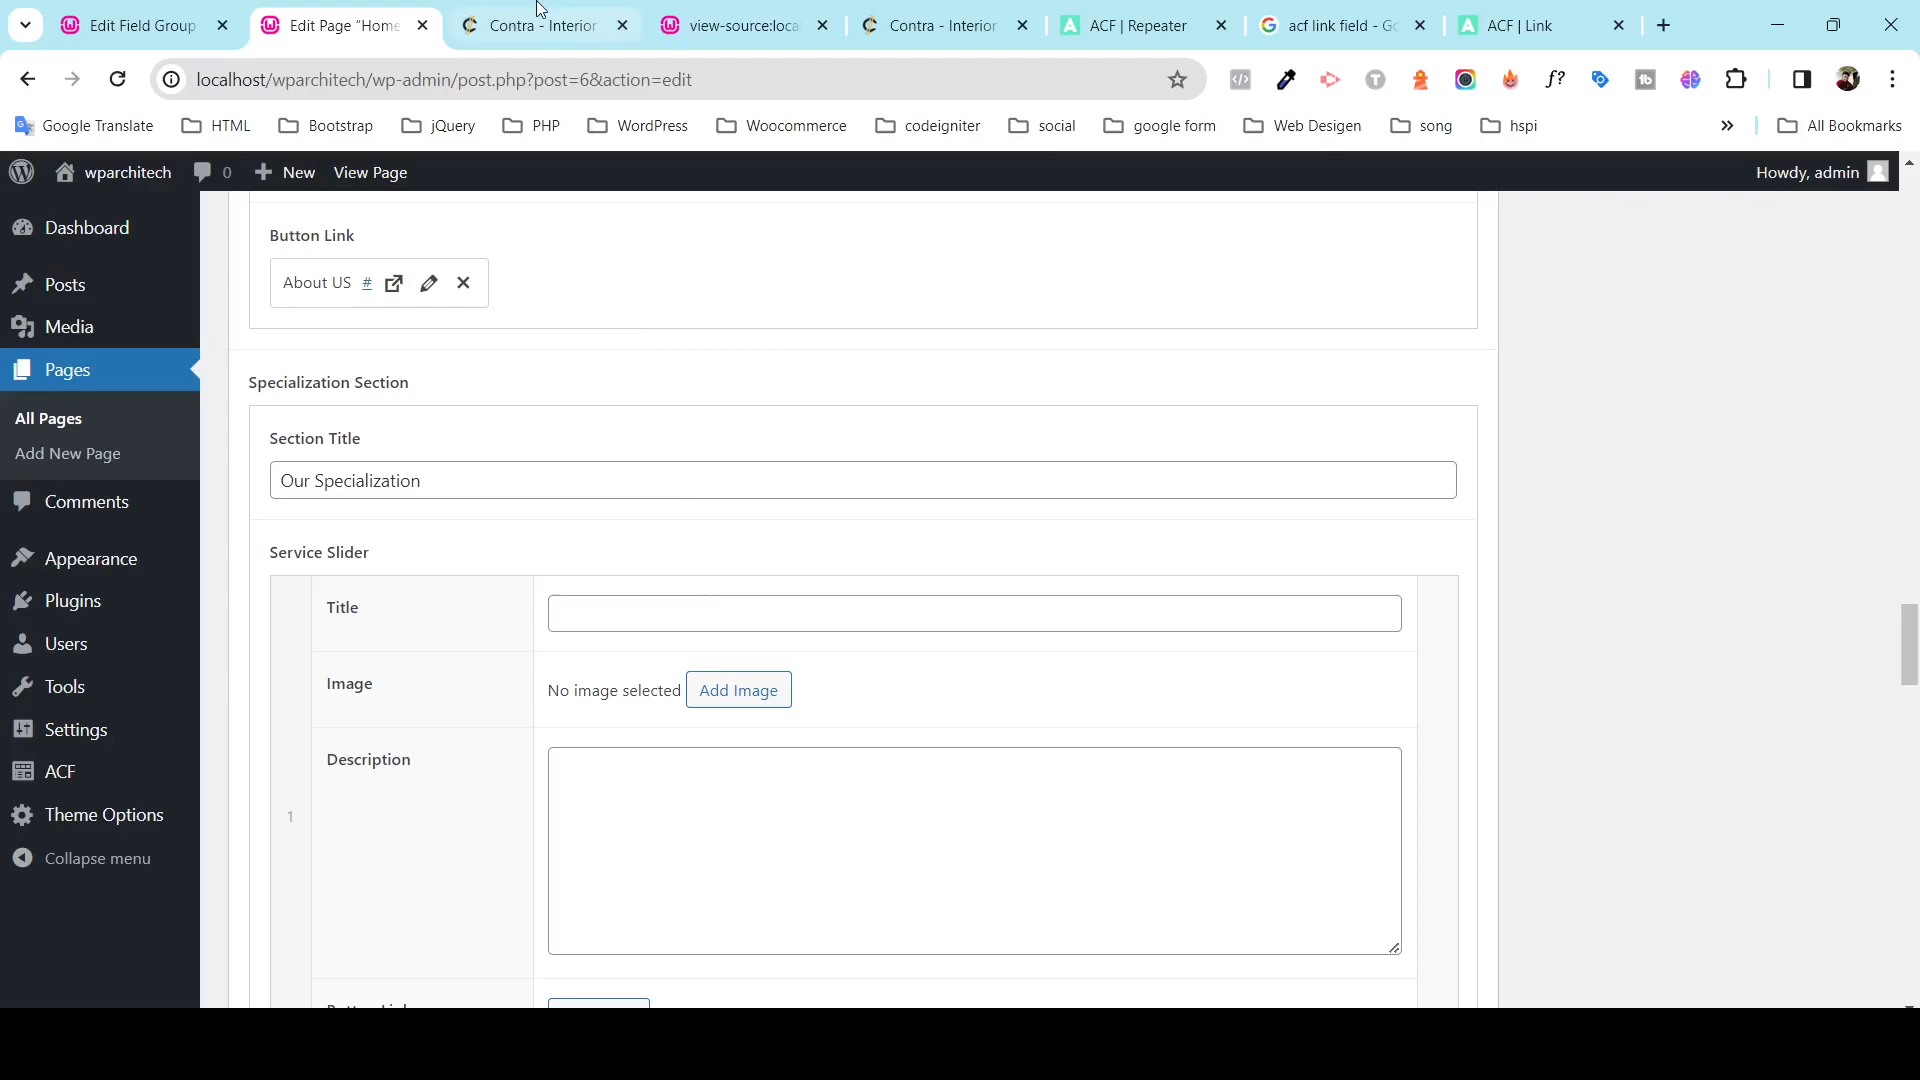 Edit Field Group
Edit Page "Home
Contra - Interior
view-source:loca
Contra - Interior
ACF | Repeater
acf link field - Go
ACF | Link
localhost/wparchitech/wp-admin/post.php?post=6&action=edit
Google Translate
HTML
Bootstrap
jQuery
PHP
WordPress
Woocommerce
codeigniter
social
google form
Web Desigen
song
hspi
All Bookmarks
wparchitech
0
New
View Page
Howdy, admin
Dashboard
Posts
Media
Pages
All Pages
Add New Page
Comments
Appearance
Plugins
Users
Tools
Settings
ACF
Theme Options
Collapse menu
Button Link
About US #
Specialization Section
Section Title
Our Specialization
Service Slider
1
Title
Image
No image selected Add Image
Description